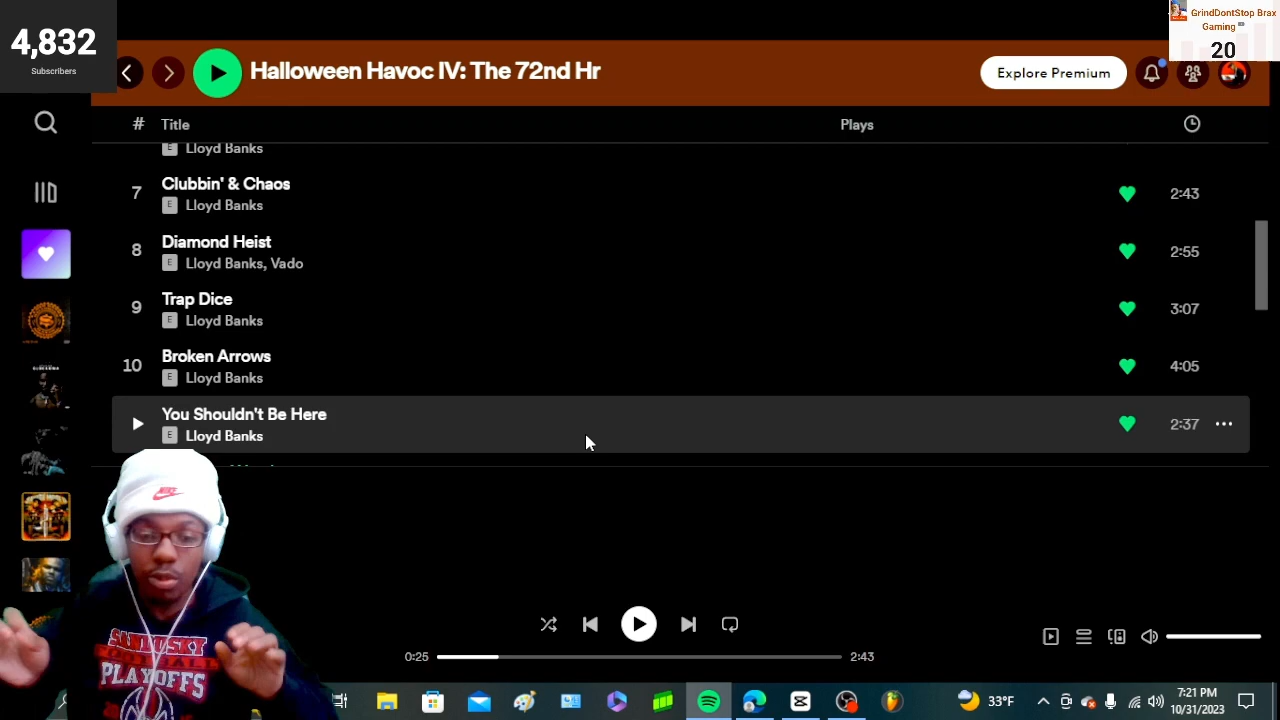 4,832
Subscribers
GrindDontStop Brax
Gaming
20
Halloween Havoc IV: The 72nd Hr
Explore Premium
# Title Plays
E Lloyd Banks
7 Clubbin' & Chaos 2:43
E Lloyd Banks
8 Diamond Heist 2:55
E Lloyd Banks, Vado
9 Trap Dice 3:07
E Lloyd Banks
10 Broken Arrows 4:05
E Lloyd Banks
You Shouldn't Be Here 2:37
E Lloyd Banks
SANDUSKY
PLAYOFFS
0:25 2:43
33°F
7:21 PM
10/31/2023